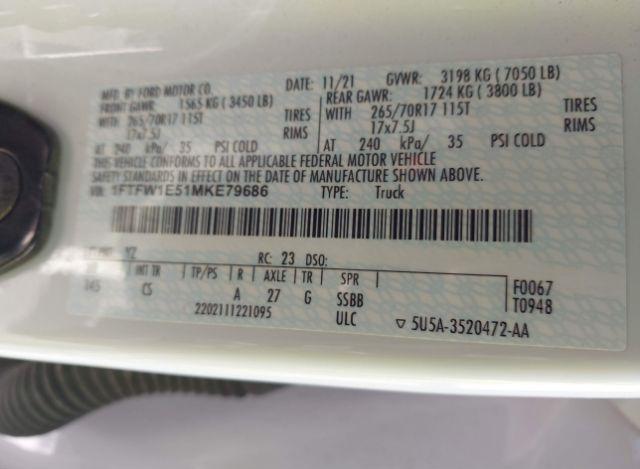 MFD. BY FORD MOTOR CO.
DATE: 11/21 GVWR: 3198 KG ( 7050 LB)
FRONT GAWR: 1565 KG ( 3450 LB) REAR GAWR: 1724 KG ( 3800 LB)
WITH 265/70R17 115T TIRES WITH 265/70R17 115T TIRES
17x7.5J RIMS 17x7.5J RIMS
AT 240 kPa/ 35 PSI COLD AT 240 kPa/ 35 PSI COLD
THIS VEHICLE CONFORMS TO ALL APPLICABLE FEDERAL MOTOR VEHICLE
SAFETY STANDARDS IN EFFECT ON THE DATE OF MANUFACTURE SHOWN ABOVE.
VIN: 1FTFW1E51MKE79686 TYPE: Truck
YZ RC: 23 DSO:
INT TR TP/PS R AXLE TR SPR
145 CS A 27 G SSBB F0067
T0948
2202111221095 ULC ▽ 5U5A-3520472-AA